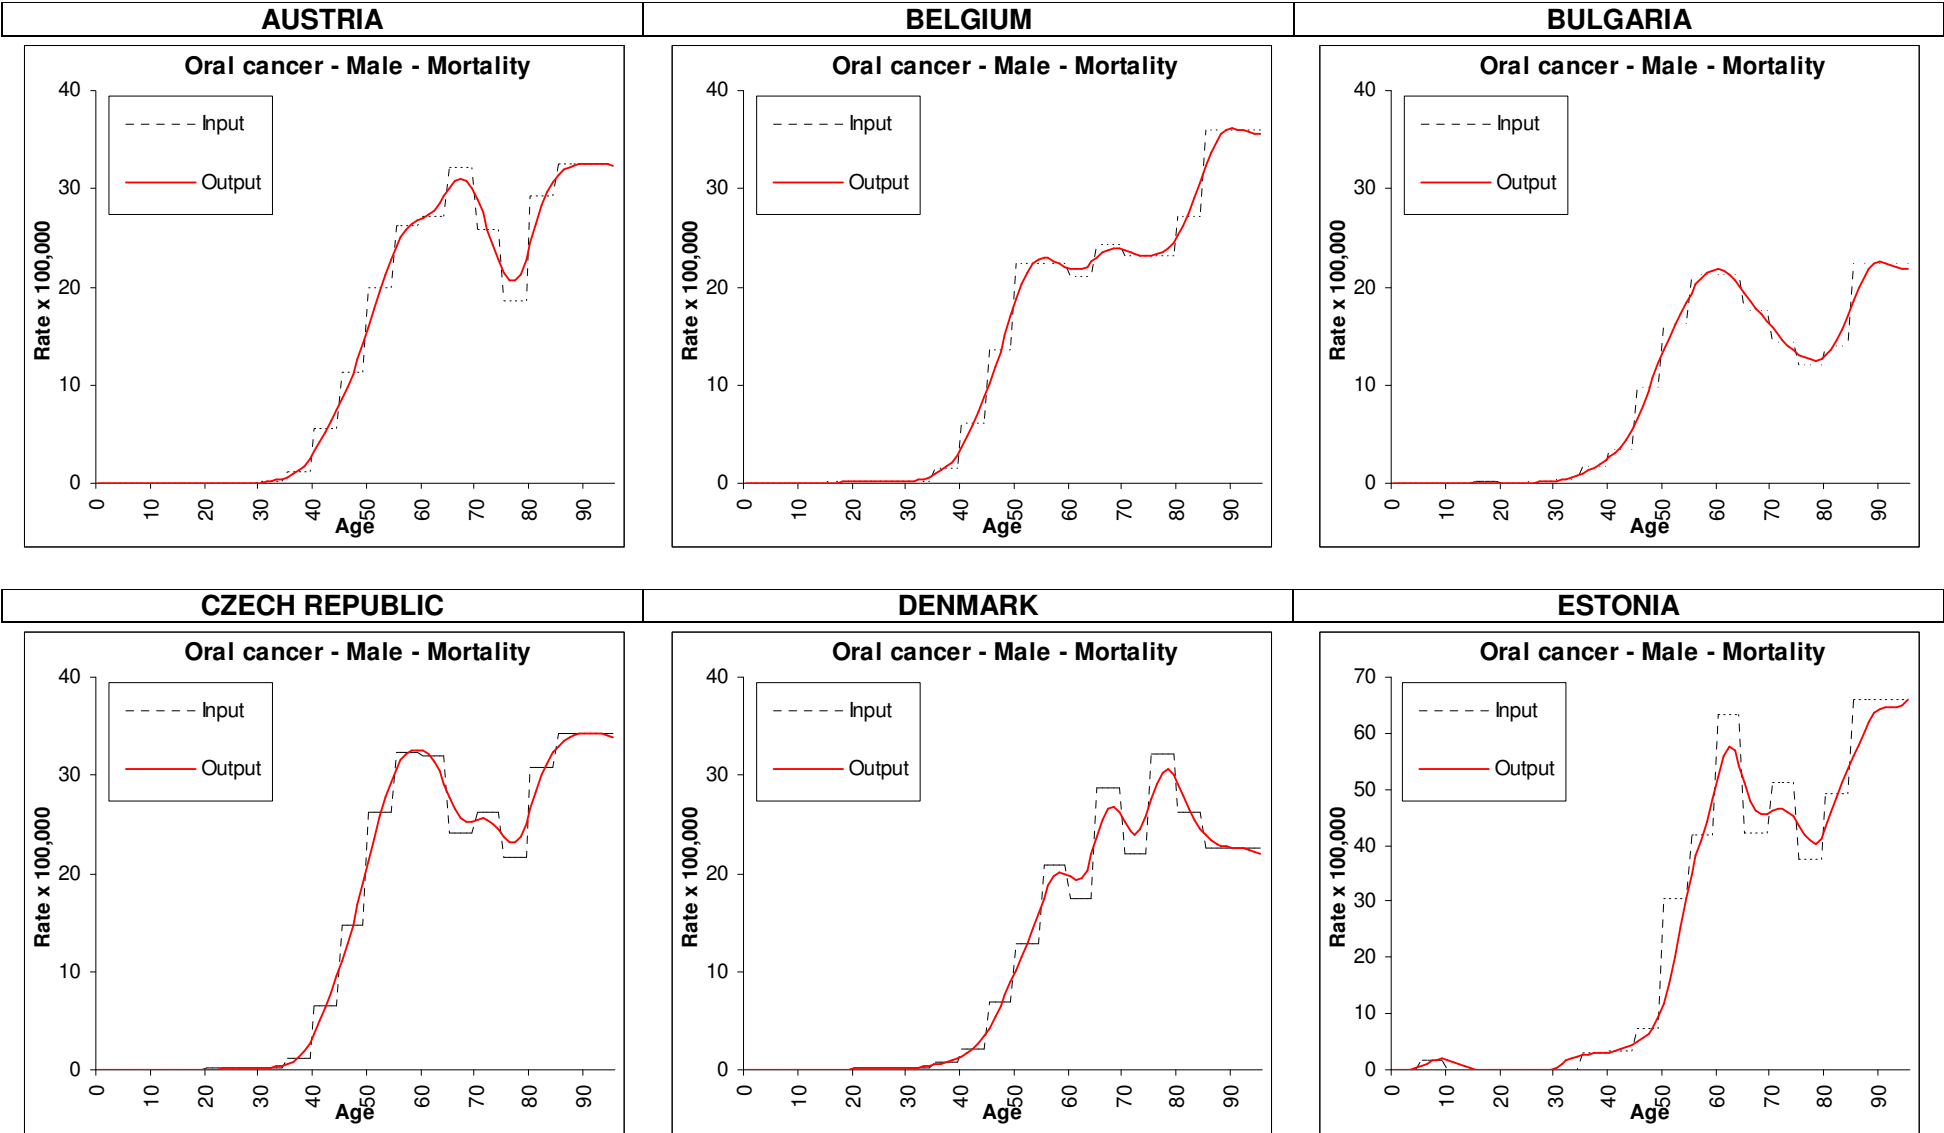 AUSTRIA BELGIUM BULGARIA
Oral cancer - Male - Mortality
40
30
20
10
0
Rate x 100,000
Input
Output
0 10 20 30 40 50 60 70 80 90
Age
Oral cancer - Male - Mortality
40
30
20
10
0
Rate x 100,000
Input
Output
0 10 20 30 40 50 60 70 80 90
Age
Oral cancer - Male - Mortality
40
30
20
10
0
Rate x 100,000
Input
Output
0 10 20 30 40 50 60 70 80 90
Age
CZECH REPUBLIC DENMARK ESTONIA
Oral cancer - Male - Mortality
40
30
20
10
0
Rate x 100,000
Input
Output
0 10 20 30 40 50 60 70 80 90
Age
Oral cancer - Male - Mortality
40
30
20
10
0
Rate x 100,000
Input
Output
0 10 20 30 40 50 60 70 80 90
Age
Oral cancer - Male - Mortality
70
60
50
40
30
20
10
0
Rate x 100,000
Input
Output
0 10 20 30 40 50 60 70 80 90
Age